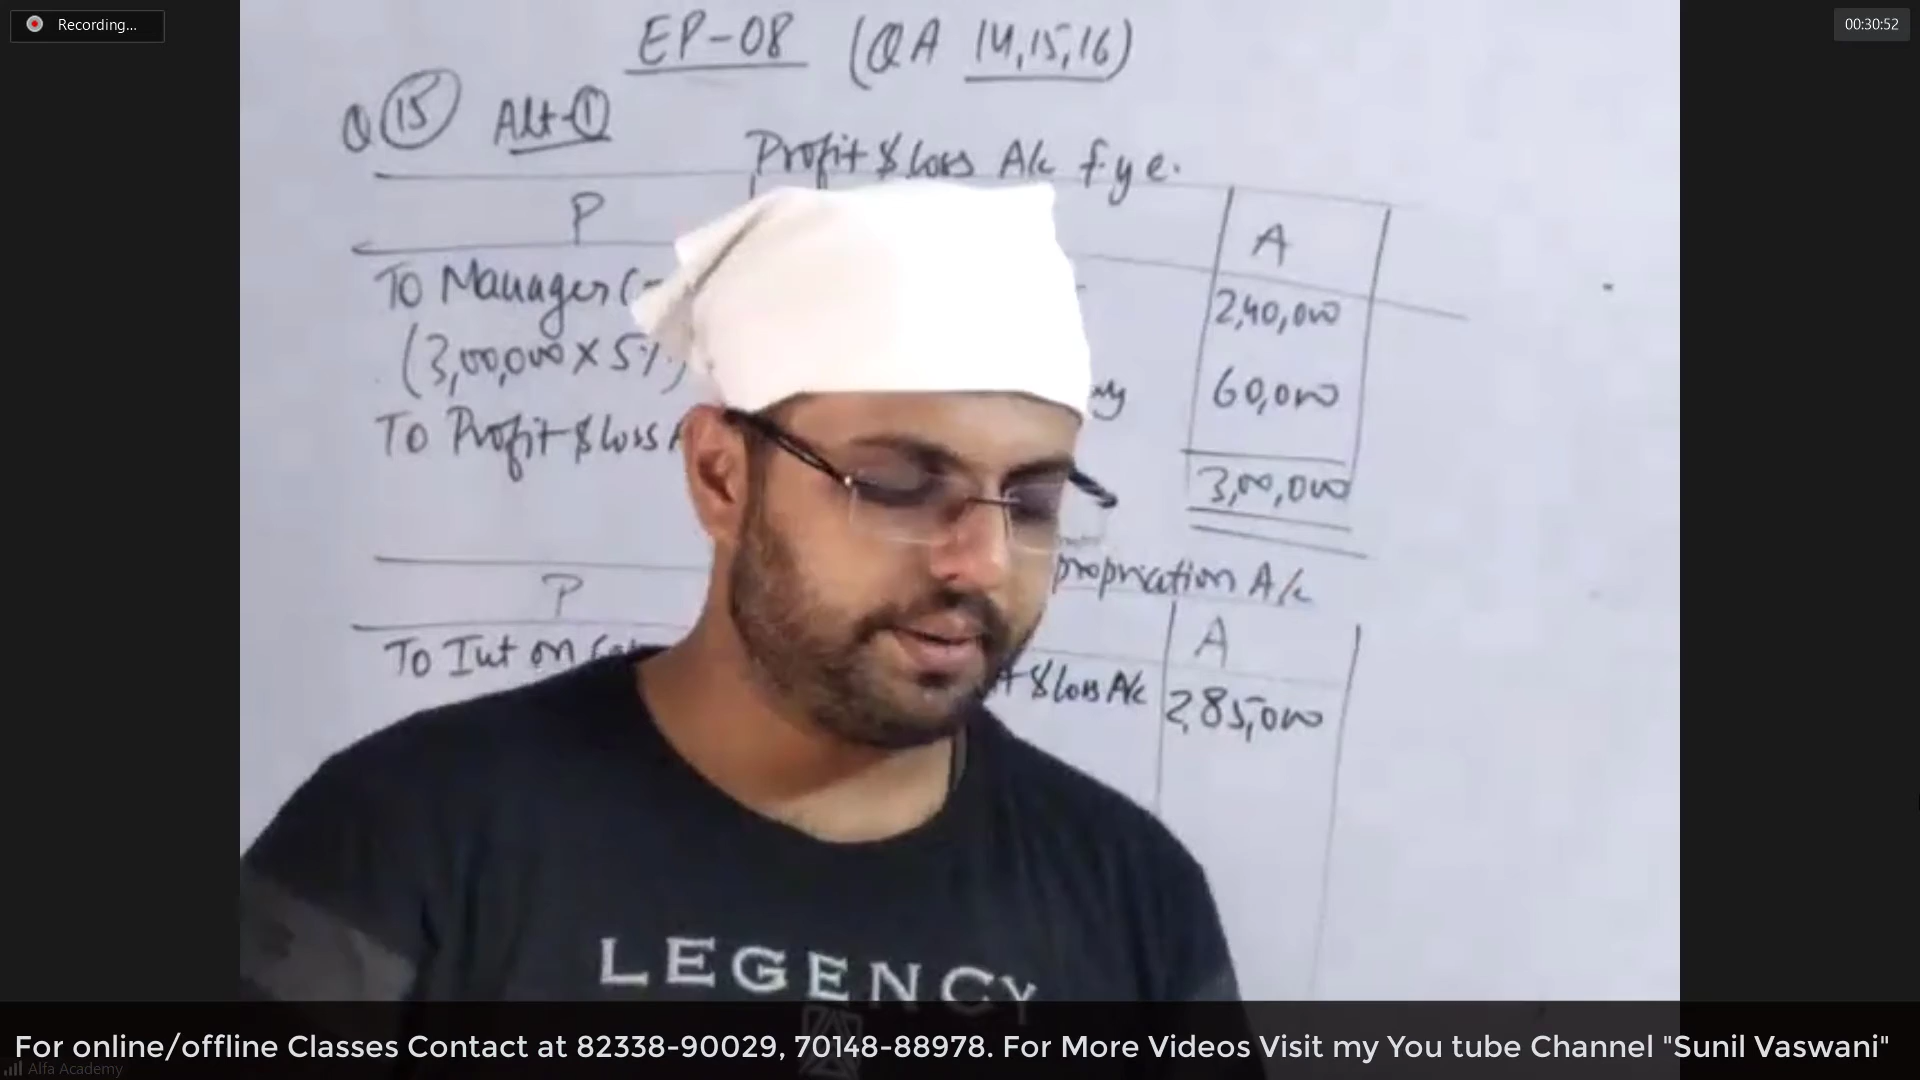 Recording...
00:30:52
EP-08 (QA 14,15,16)
Q 15 Alt-1
Profit & Loss A/c f.y.e.
P
A
To Manager
2,40,000
(3,00,000 x 5%)
60,000
To Profit & Loss
3,00,000
propriation A/c
P
A
To Int on
& Loss A/c 2,85,000
LEGENCY
For online/offline Classes Contact at 82338-90029, 70148-88978. For More Videos Visit my You tube Channel "Sunil Vaswani"
Alfa Academy